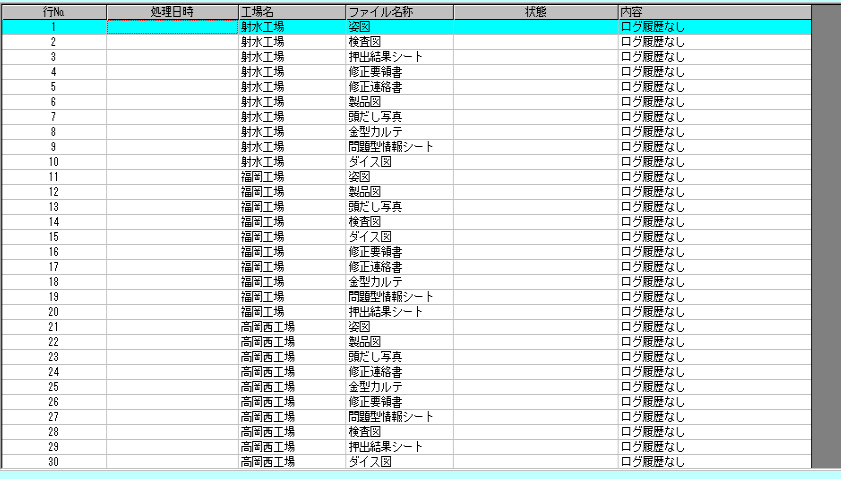 行№ 処理日時 工場名 ファイル名称 状態 内容
1 射水工場 姿図 ログ履歴なし
2 射水工場 検査図 ログ履歴なし
3 射水工場 押出結果シート ログ履歴なし
4 射水工場 修正要領書 ログ履歴なし
5 射水工場 修正連絡書 ログ履歴なし
6 射水工場 製品図 ログ履歴なし
7 射水工場 頭だし写真 ログ履歴なし
8 射水工場 金型カルテ ログ履歴なし
9 射水工場 問題型情報シート ログ履歴なし
10 射水工場 ダイス図 ログ履歴なし
11 福岡工場 姿図 ログ履歴なし
12 福岡工場 製品図 ログ履歴なし
13 福岡工場 頭だし写真 ログ履歴なし
14 福岡工場 検査図 ログ履歴なし
15 福岡工場 ダイス図 ログ履歴なし
16 福岡工場 修正要領書 ログ履歴なし
17 福岡工場 修正連絡書 ログ履歴なし
18 福岡工場 金型カルテ ログ履歴なし
19 福岡工場 問題型情報シート ログ履歴なし
20 福岡工場 押出結果シート ログ履歴なし
21 高岡西工場 姿図 ログ履歴なし
22 高岡西工場 製品図 ログ履歴なし
23 高岡西工場 頭だし写真 ログ履歴なし
24 高岡西工場 修正連絡書 ログ履歴なし
25 高岡西工場 金型カルテ ログ履歴なし
26 高岡西工場 修正要領書 ログ履歴なし
27 高岡西工場 問題型情報シート ログ履歴なし
28 高岡西工場 検査図 ログ履歴なし
29 高岡西工場 押出結果シート ログ履歴なし
30 高岡西工場 ダイス図 ログ履歴なし